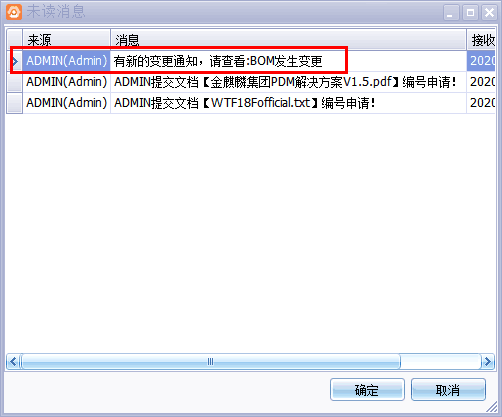 未读消息
来源 消息 接收
ADMIN(Admin) 有新的变更通知，请查看:BOM发生变更 2020
ADMIN(Admin) ADMIN提交文档【金麒麟集团PDM解决方案V1.5.pdf】编号申请！ 2020
ADMIN(Admin) ADMIN提交文档【WTF18Fofficial.txt】编号申请！ 2020
确定 取消